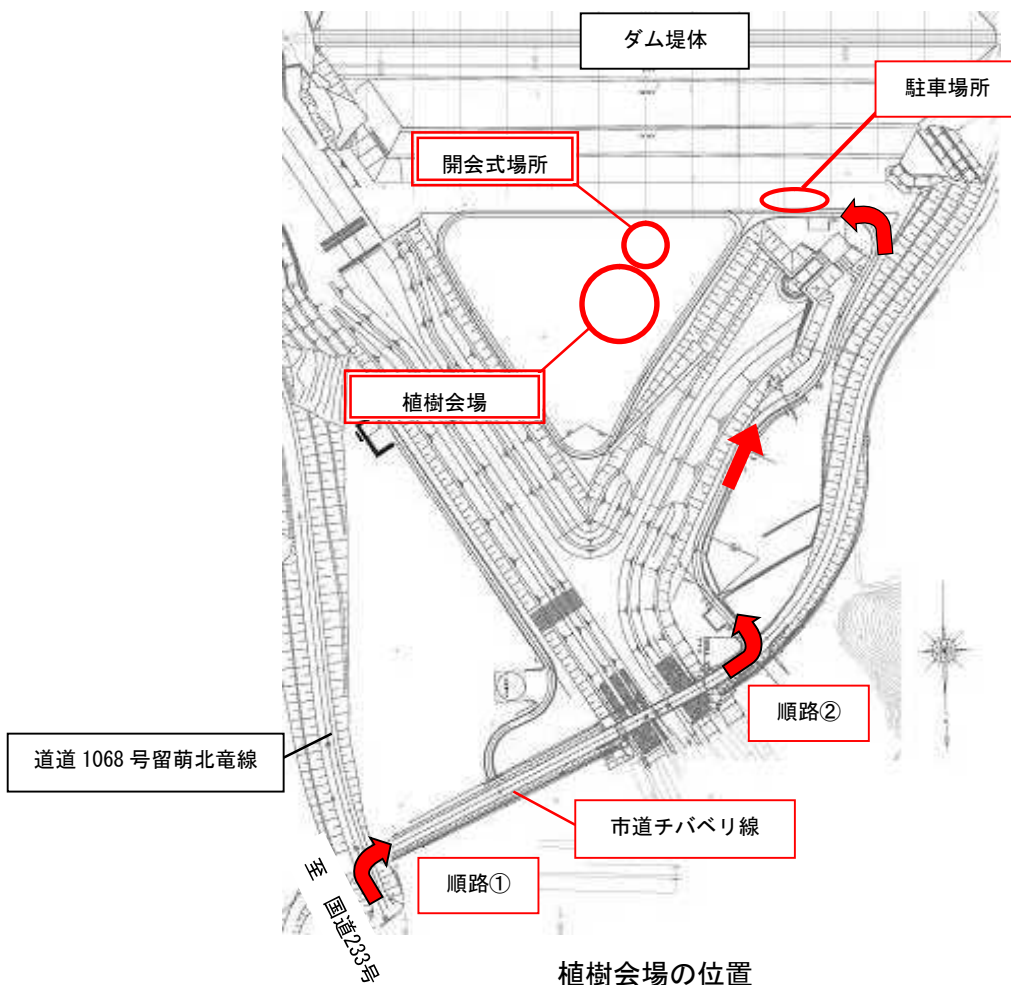 ダム堤体
駐車場所
開会式場所
植樹会場
順路②
道道 1068 号留萌北竜線
市道チバベリ線
順路①
至 国道233号
植樹会場の位置